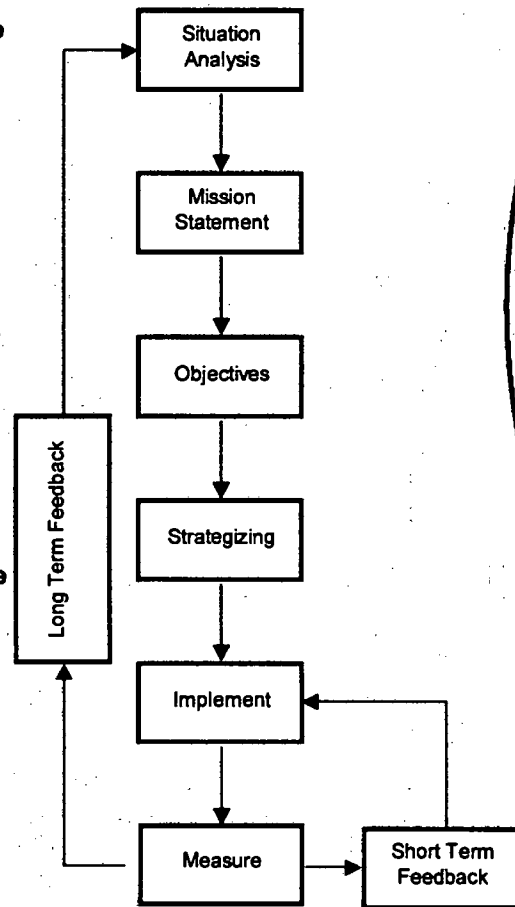 Situation
Analysis
Mission
Statement
Objectives
Strategizing
Long Term Feedback
Implement
Measure
Short Term
Feedback